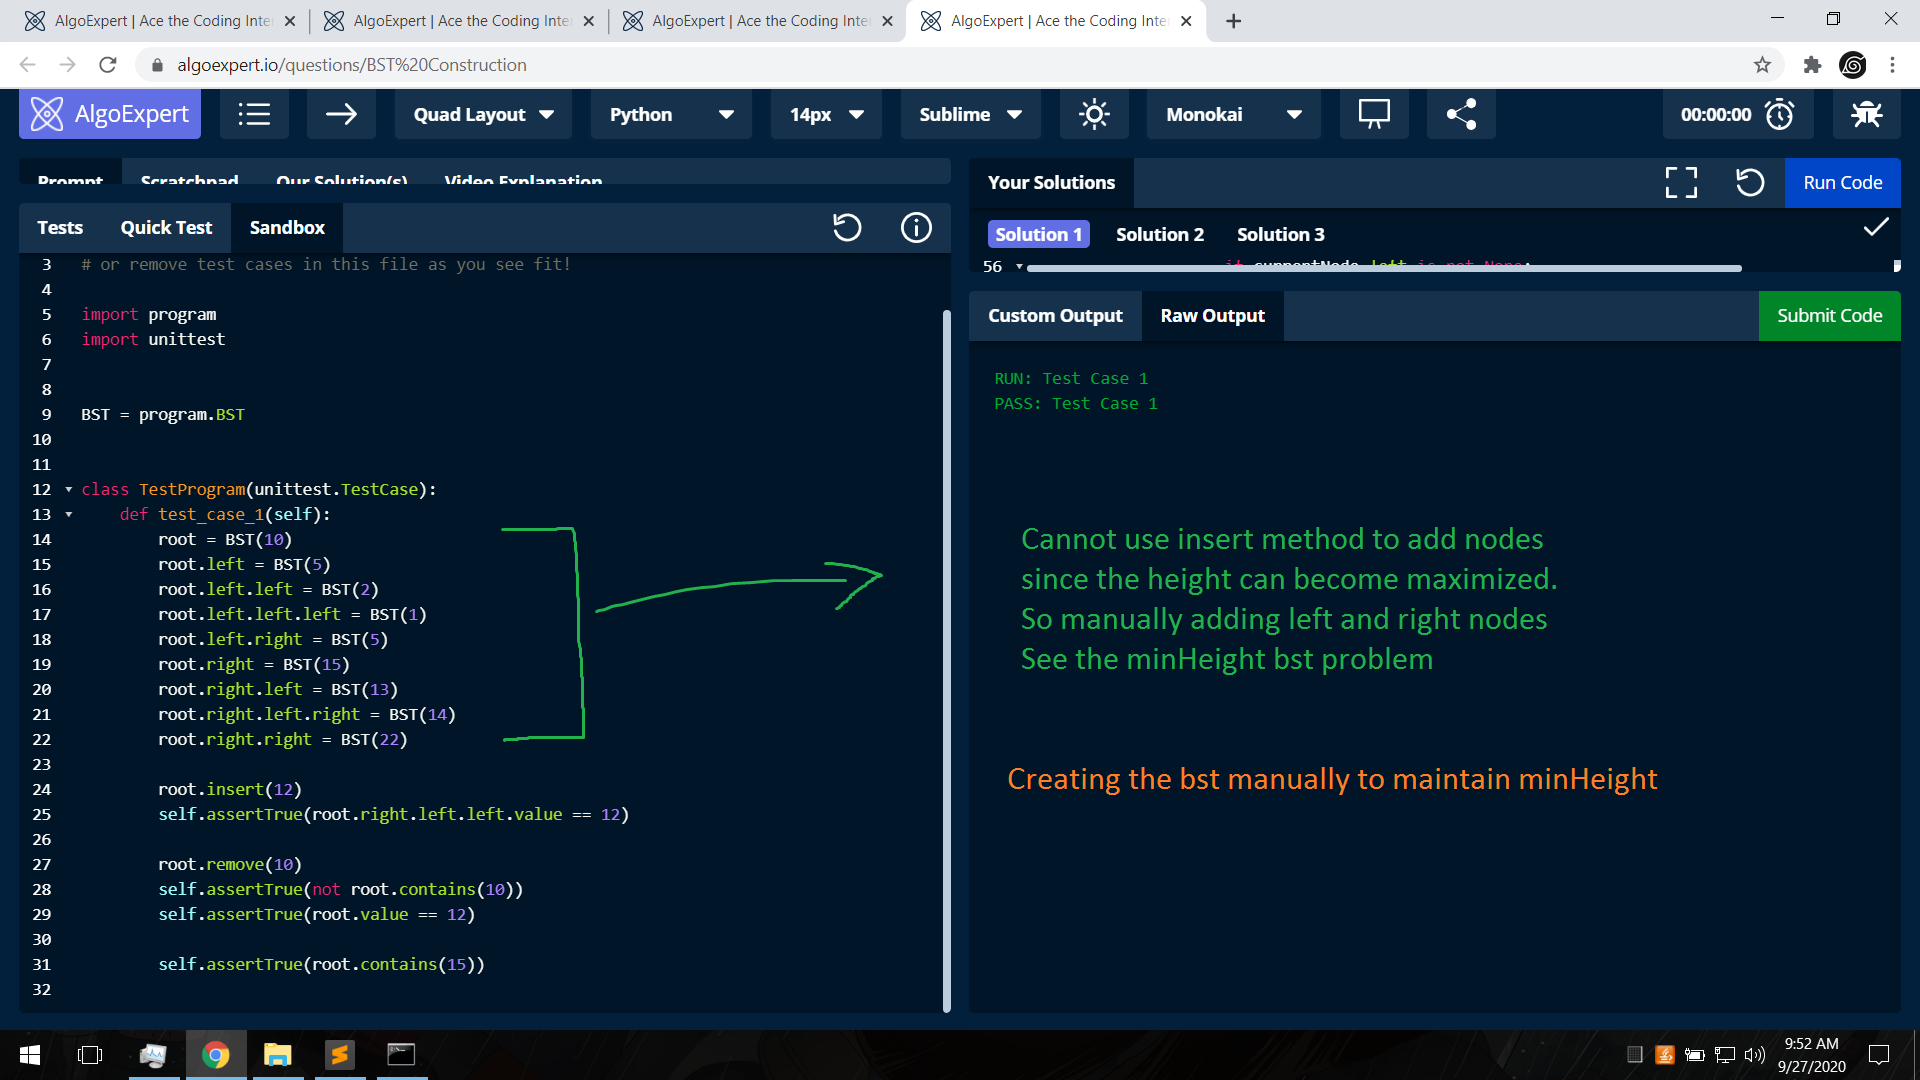 AlgoExpert | Ace the Coding Inte
AlgoExpert | Ace the Coding Inte
AlgoExpert | Ace the Coding Inte
AlgoExpert | Ace the Coding Inter
algoexpert.io/questions/BST%20Construction
AlgoExpert
Quad Layout
Python
14px
Sublime
Monokai
00:00:00
Prompt
Scratchpad
Our Solution(s)
Video Explanation
Tests
Quick Test
Sandbox
3 # or remove test cases in this file as you see fit!
4
5 import program
6 import unittest
7
8
9 BST = program.BST
10
11
12 class TestProgram(unittest.TestCase):
13 def test_case_1(self):
14 root = BST(10)
15 root.left = BST(5)
16 root.left.left = BST(2)
17 root.left.left.left = BST(1)
18 root.left.right = BST(5)
19 root.right = BST(15)
20 root.right.left = BST(13)
21 root.right.left.right = BST(14)
22 root.right.right = BST(22)
23
24 root.insert(12)
25 self.assertTrue(root.right.left.left.value == 12)
26
27 root.remove(10)
28 self.assertTrue(not root.contains(10))
29 self.assertTrue(root.value == 12)
30
31 self.assertTrue(root.contains(15))
32
Your Solutions
Run Code
Solution 1
Solution 2
Solution 3
56 if currentNode.left is not None:
Custom Output
Raw Output
Submit Code
RUN: Test Case 1
PASS: Test Case 1
Cannot use insert method to add nodes
since the height can become maximized.
So manually adding left and right nodes
See the minHeight bst problem
Creating the bst manually to maintain minHeight
9:52 AM
9/27/2020